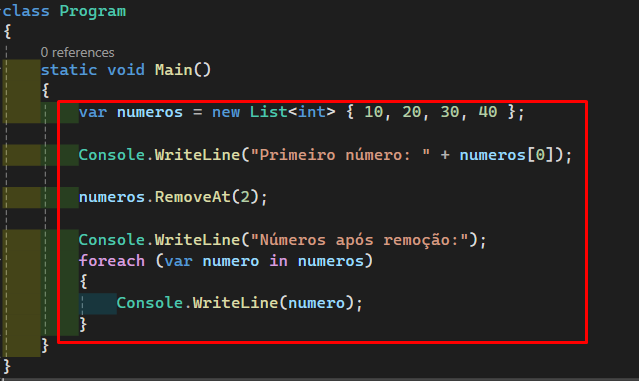 class Program
{
0 references
static void Main()
{
var numeros = new List<int> { 10, 20, 30, 40 };
Console.WriteLine("Primeiro número: " + numeros[0]);
numeros.RemoveAt(2);
Console.WriteLine("Números após remoção:");
foreach (var numero in numeros)
{
Console.WriteLine(numero);
}
}
}